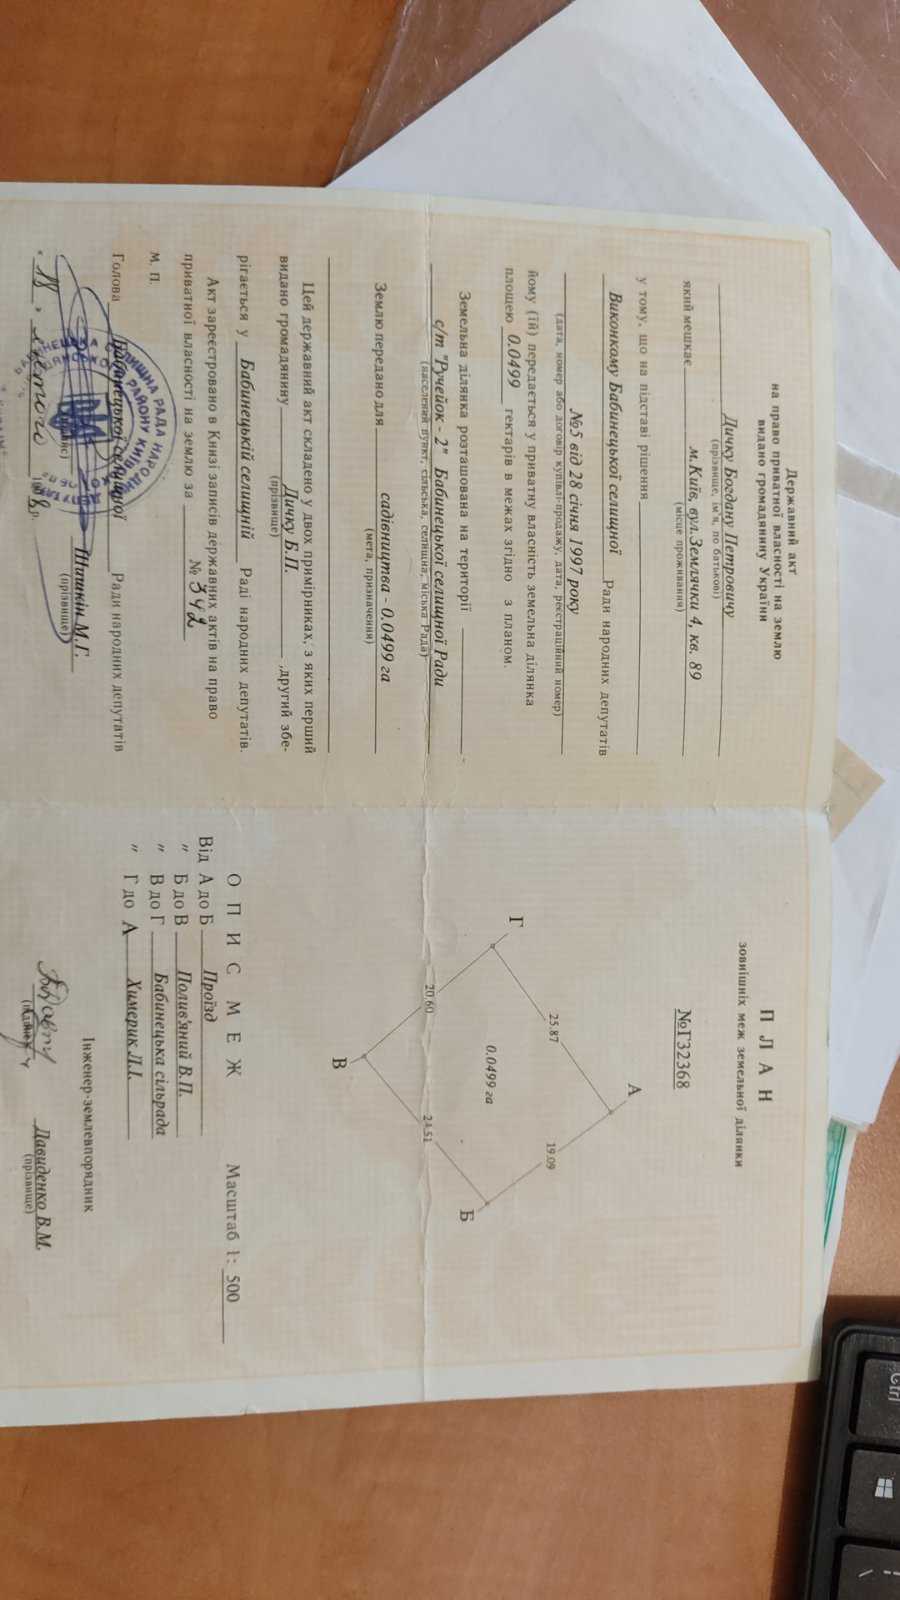 Державний акт
на право приватної власності на землю
видано громадянину України
Дичку Богдану Петровичу
(прізвище, ім'я, по батькові)
який мешкає м.Київ, вул.Землячки 4, кв. 89
(місце проживання)
у тому, що на підставі рішення
Виконкому Бабинецької селищної Ради народних депутатів
№5 від 28 січня 1997 року
(дата, номер або договір купівлі-продажу, дата, реєстраційний номер)
йому (їй) передається у приватну власність земельна ділянка
площею 0.0499 гектарів в межах згідно з планом.
Земельна ділянка розташована на території
с/т "Ручейок - 2" Бабинецької селищної Ради
(населений пункт, сільська, селищна, міська Рада)
Землю передано для садівництва - 0.0499 га
(мета, призначення)
Цей державний акт складено у двох примірниках, з яких перший
видано громадянину Дичку Б.П. ,другий збе-
(прізвище)
рігається у Бабинецькій селищній Раді народних депутатів.
Акт зареєстровано в Книзі записів державних актів на право
приватної власності на землю за № 342
М. П.
Голова Бабинецької селищної Ради народних депутатів
Шишкін М.Г.
(прізвище)
18 лютого 1998 р.
П Л А Н
зовнішніх меж земельної ділянки
№Г32368
А
Г
25.87
19.09
0.0499 га
Б
20.60
24.51
В
О П И С М Е Ж Масштаб 1: 500
Від А до Б Проїзд
" Б до В Полив'яний В.П.
" В до Г Бабинецька сільрада
" Г до А Химерик Л.І.
Інженер-землевпорядник
Давиденко В.М.
(підпис) (прізвище)
Ctrl